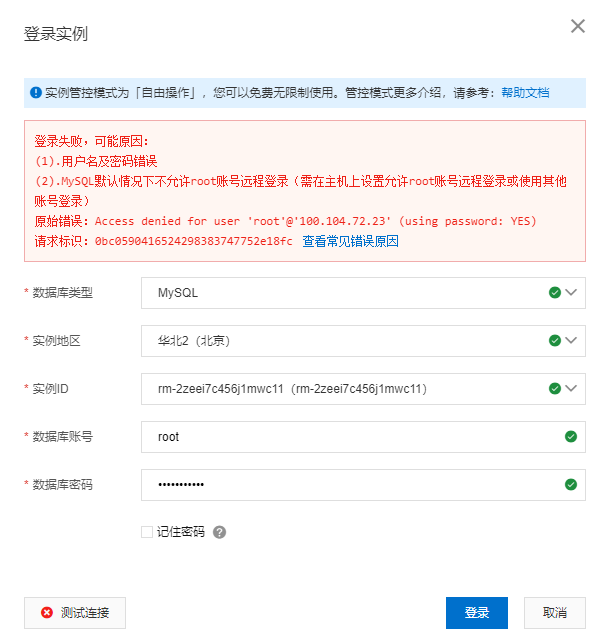 登录实例
实例管控模式为「自由操作」，您可以免费无限制使用。管控模式更多介绍，请参考：帮助文档
登录失败，可能原因：
(1).用户名及密码错误
(2).MySQL默认情况下不允许root账号远程登录（需在主机上设置允许root账号远程登录或使用其他
账号登录）
原始错误：Access denied for user 'root'@'100.104.72.23' (using password: YES)
请求标识：0bc0590416524298383747752e18fc 查看常见错误原因
* 数据库类型 MySQL
* 实例地区 华北2（北京）
* 实例ID rm-2zeei7c456j1mwc11（rm-2zeei7c456j1mwc11）
* 数据库账号 root
* 数据库密码 •••••••••••
记住密码 ?
测试连接 登录 取消